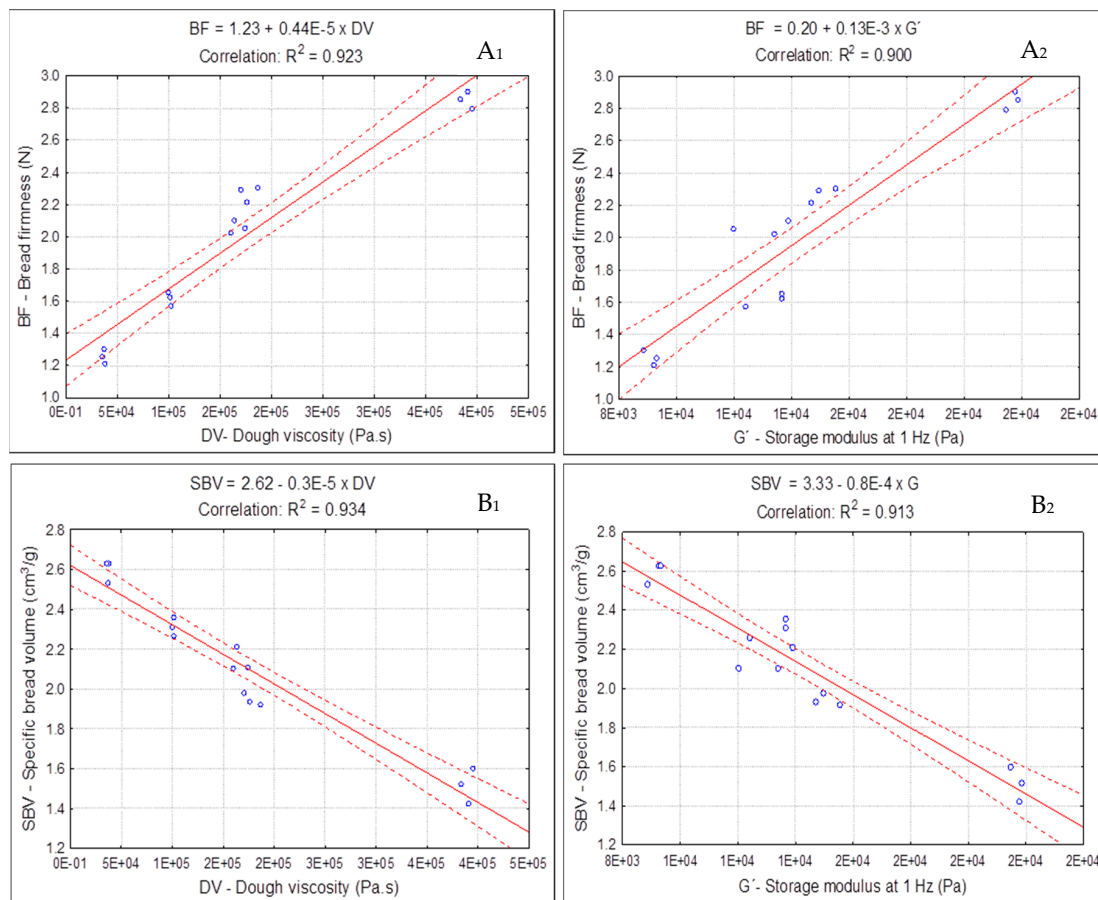 BF = 1.23 + 0.44E-5 x DV
Correlation: R² = 0.923
A1
3.0
2.8
2.6
2.4
2.2
2.0
1.8
1.6
1.4
1.2
1.0
BF - Bread firmness (N)
0E-01 5E+04 1E+05 2E+05 2E+05 3E+05 3E+05 4E+05 4E+05 5E+05
DV- Dough viscosity (Pa.s)
BF = 0.20 + 0.13E-3 x G´
Correlation: R² = 0.900
A2
3.0
2.8
2.6
2.4
2.2
2.0
1.8
1.6
1.4
1.2
1.0
BF - Bread firmness (N)
8E+03 1E+04 1E+04 1E+04 2E+04 2E+04 2E+04 2E+04 2E+04
G´ - Storage modulus at 1 Hz (Pa)
SBV = 2.62 - 0.3E-5 x DV
Correlation: R² = 0.934
B1
2.8
2.6
2.4
2.2
2.0
1.8
1.6
1.4
1.2
SBV – Specific bread volume (cm³/g)
0E-01 5E+04 1E+05 2E+05 2E+05 3E+05 3E+05 4E+05 4E+05 5E+05
DV - Dough viscosity (Pa.s)
SBV = 3.33 - 0.8E-4 x G
Correlation: R² = 0.913
B2
2.8
2.6
2.4
2.2
2.0
1.8
1.6
1.4
1.2
SBV – Specific bread volume (cm³/g)
8E+03 1E+04 1E+04 1E+04 2E+04 2E+04 2E+04 2E+04 2E+04
G´- Storage modulus at 1 Hz (Pa)